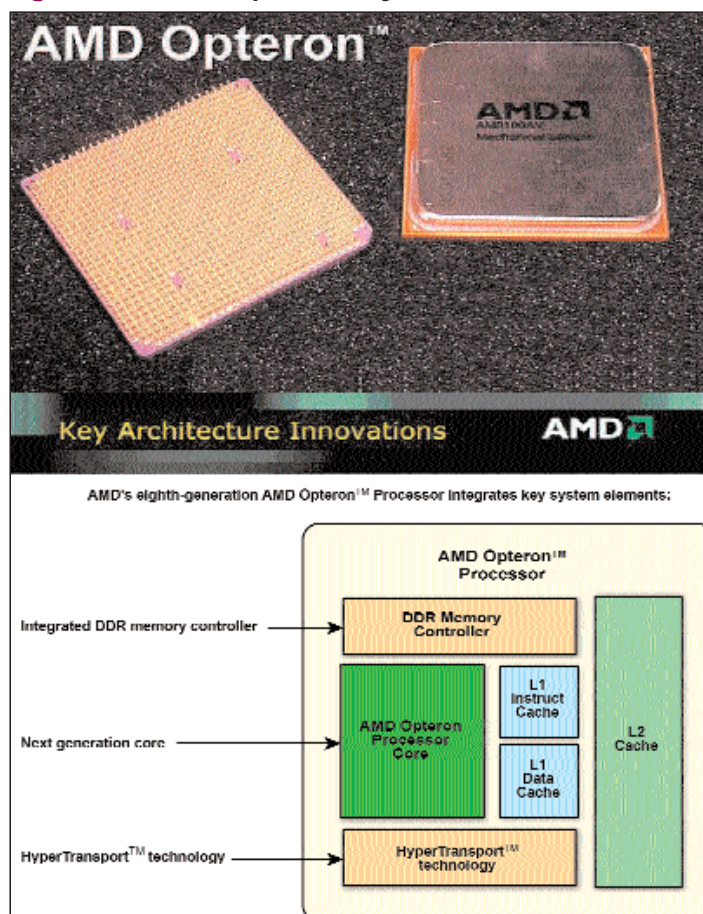 AMD Opteron™
AMD
Mechanical Sample
Key Architecture Innovations
AMD
AMD's eighth-generation AMD Opteron™ Processor integrates key system elements:
AMD Opteron™
Processor
Integrated DDR memory controller
DDR Memory
Controller
Next generation core
AMD Opteron
Processor
Core
L1
Instruct
Cache
L1
Data
Cache
L2
Cache
HyperTransport™ technology
HyperTransport™
technology